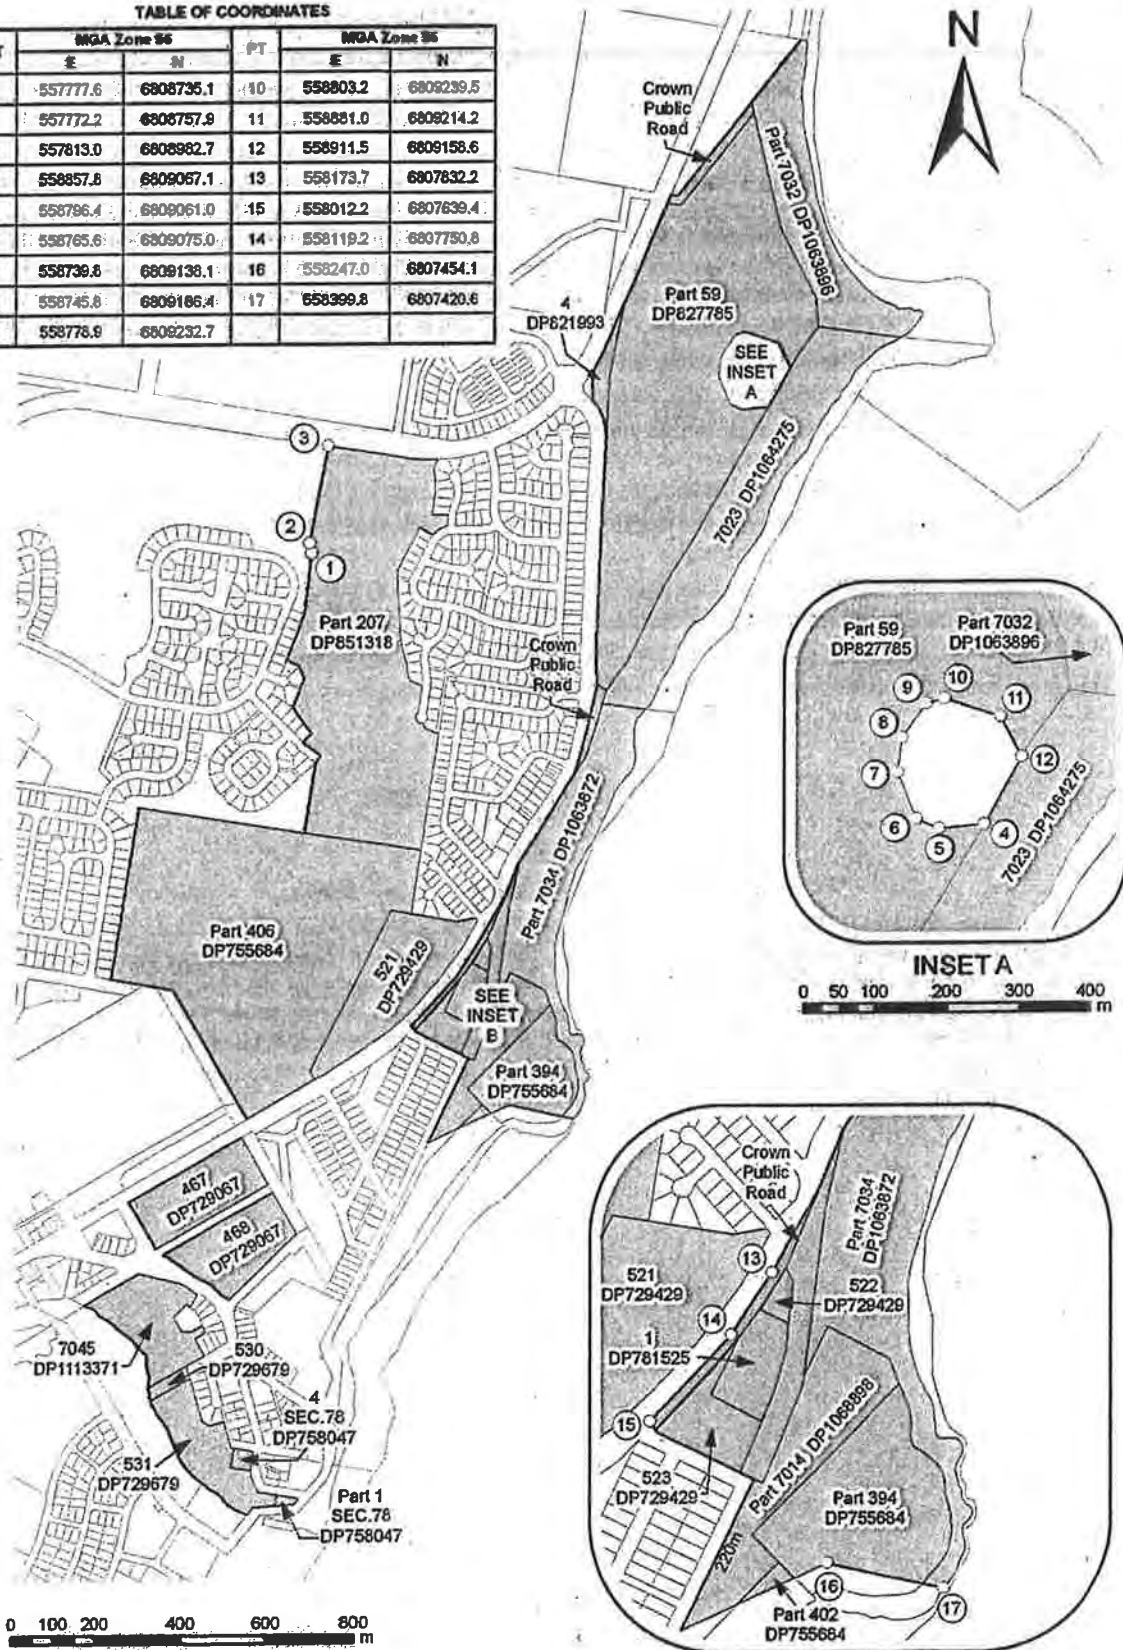 TABLE OF COORDINATES
T MGA Zone 56 PT MGA Zone 56
E N E N
557777.6 6808735.1 10 558803.2 6809239.5
557772.2 6808757.9 11 558881.0 6809214.2
557813.0 6808982.7 12 558911.5 6809158.6
558857.8 6809067.1 13 558173.7 6807832.2
558796.4 6809061.0 15 558012.2 6807639.4
558765.6 6809075.0 14 558119.2 6807750.8
558739.8 6809138.1 16 558247.0 6807454.1
558745.8 6809186.4 17 558399.8 6807420.6
558778.9 6809232.7
N
Crown
Public
Road
Part 7032 DP1063896
Part 59
DP827785
4
DP821993
SEE
INSET
A
7023 DP1064275
3
2
1
Part 207
DP851318
Crown
Public
Road
Part 7034 DP1063872
Part 406
DP755684
521
DP729429
SEE
INSET
B
Part 394
DP755684
467
DP729067
468
DP729067
7045
DP1113371
530
DP729679
4
SEC.78
DP758047
531
DP729679
Part 1
SEC.78
DP758047
0 100 200 400 600 800
m
Part 59
DP827785
Part 7032
DP1063896
10
9
11
8
12
7
6
5
4
7023 DP1064275
INSET A
0 50 100 200 300 400
m
Crown
Public
Road
Part 7034
DP1063872
13
521
DP729429
522
DP729429
14
1
DP781525
15
Part 7014 DP1068898
523
DP729429
Part 394
DP755684
220m
16
17
Part 402
DP755684